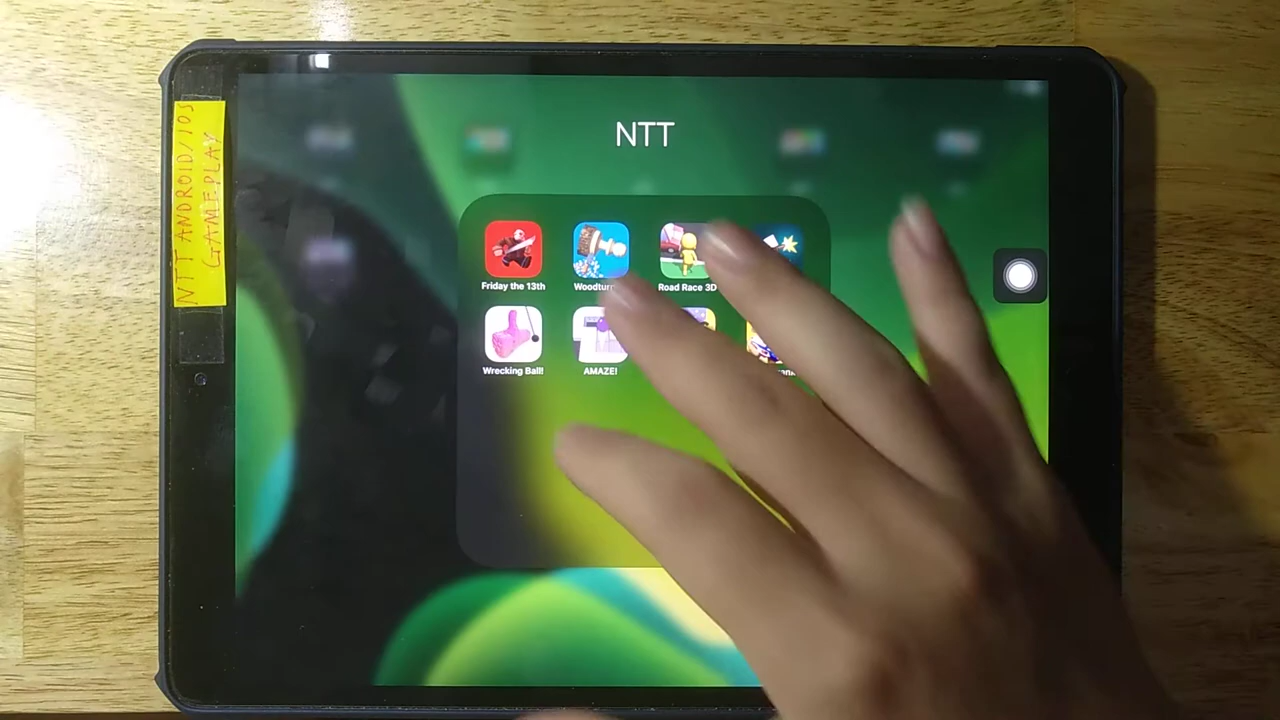 NTT ANDROID/IOS
GAMEPLAY
NTT
Friday the 13th
Road Race 3D
Wrecking Ball!
AMAZE!